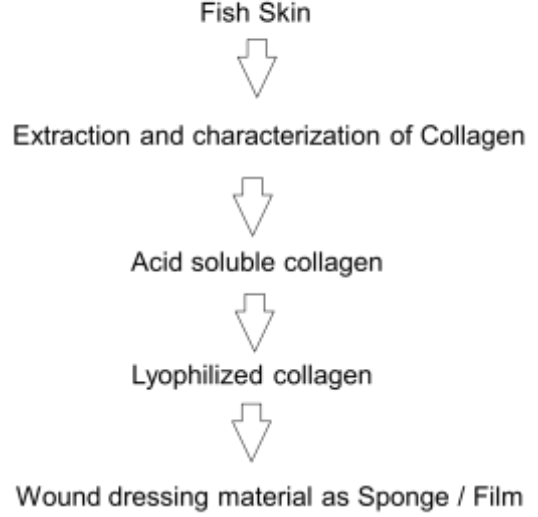 Fish Skin
Extraction and characterization of Collagen
Acid soluble collagen
Lyophilized collagen
Wound dressing material as Sponge / Film